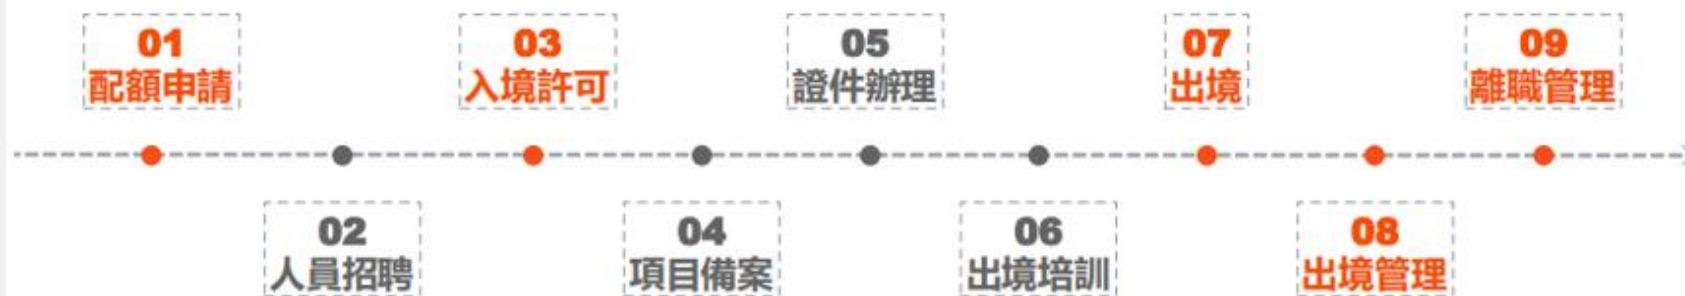 01
配額申請
02
人員招聘
03
入境許可
04
項目備案
05
證件辦理
06
出境培訓
07
出境
08
出境管理
09
離職管理